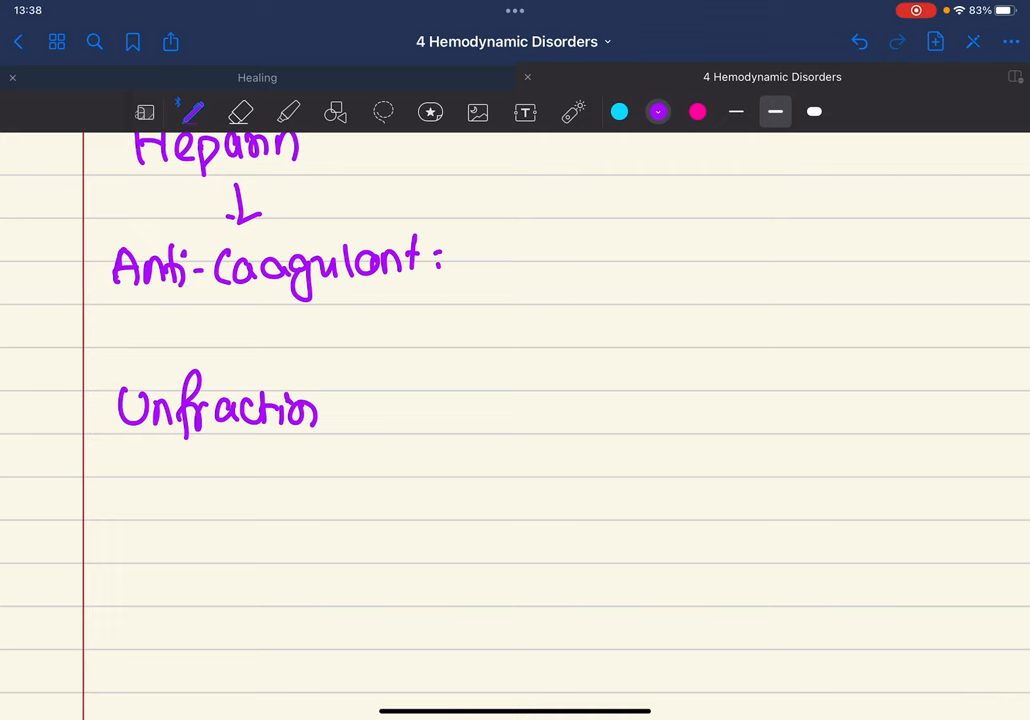 13:38
83%
4 Hemodynamic Disorders
Healing
4 Hemodynamic Disorders
Heparin
Anti-Coagulant:
Unfraction